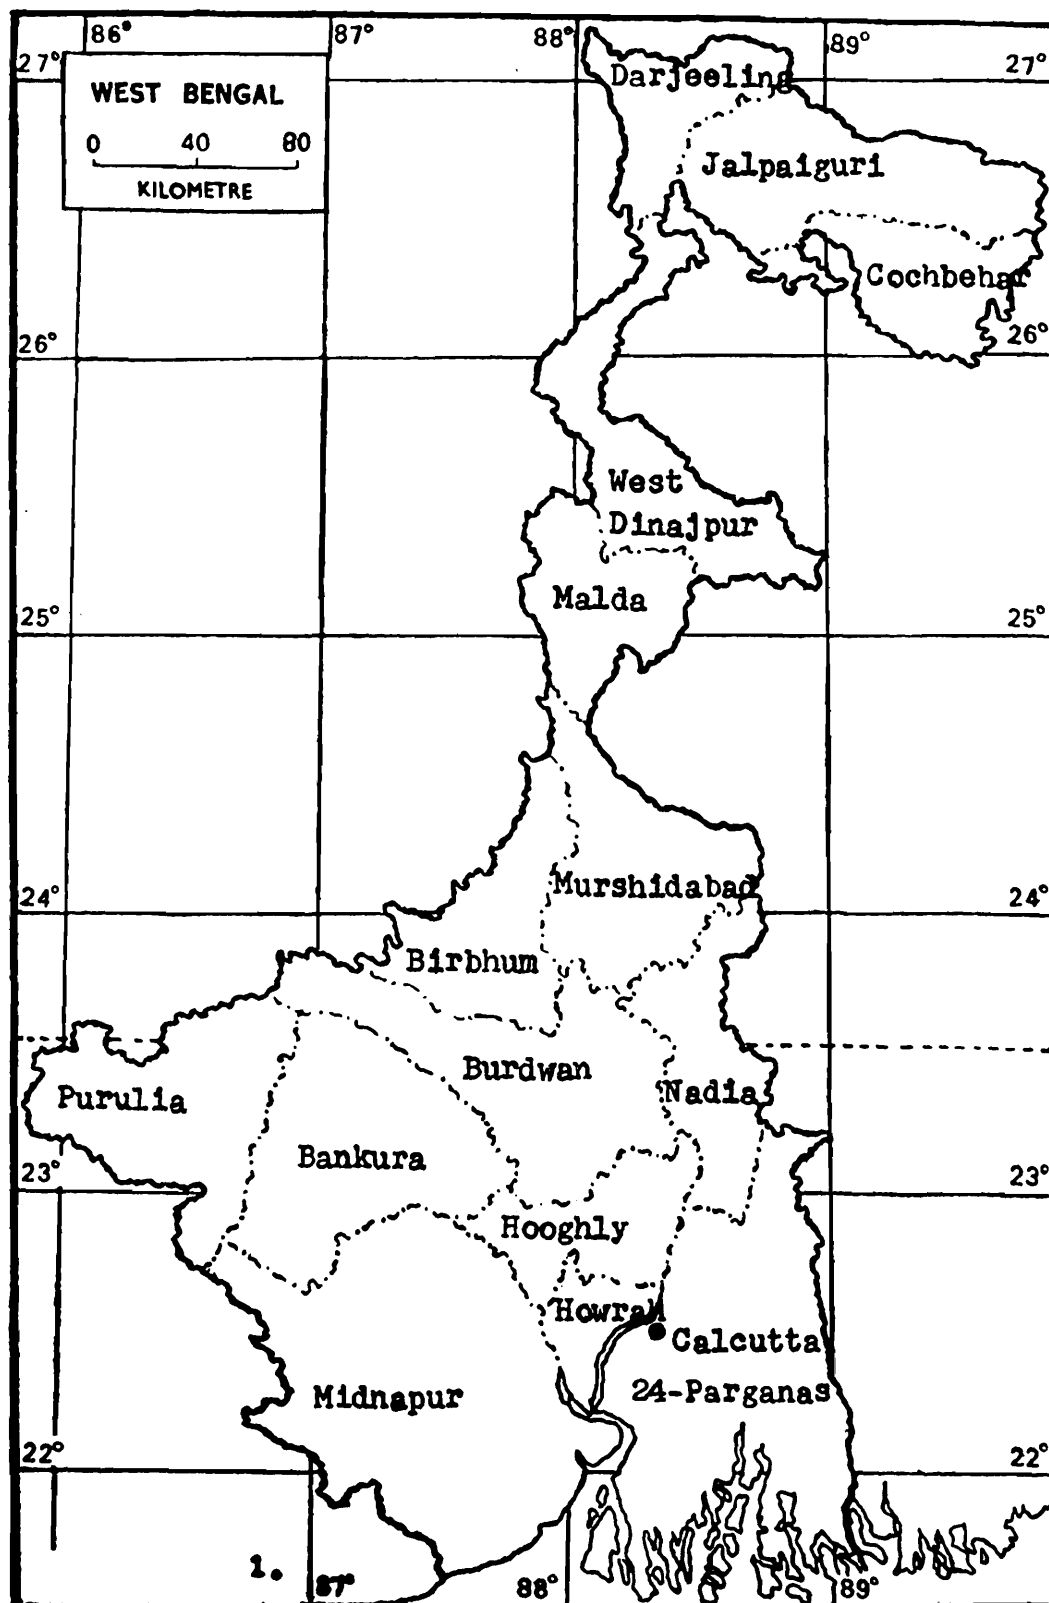 86° 87° 88° 89°
27° 27°
WEST BENGAL
0 40 80
KILOMETRE
Darjeeling
Jalpaiguri
Cochbehar
26° 26°
West
Dinajpur
Malda
25° 25°
Murshidabad
24° 24°
Birbhum
Burdwan
Nadia
Purulia
Bankura
23° 23°
Hooghly
Howrah
Calcutta
24-Parganas
Midnapur
22° 22°
1.
87° 88° 89°